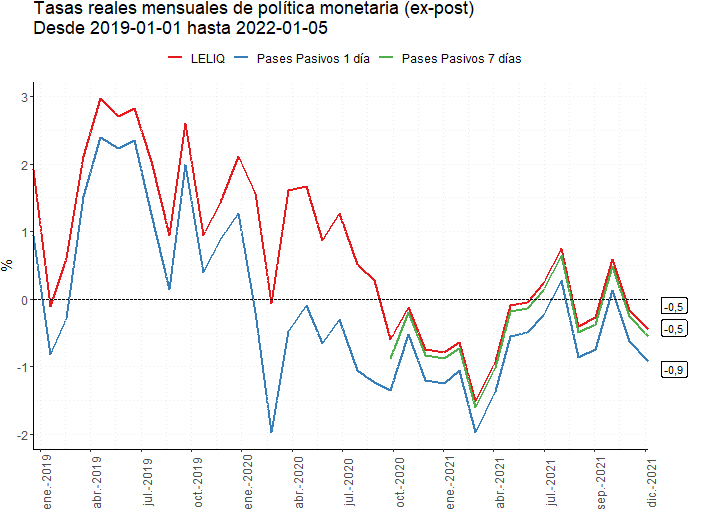 Tasas reales mensuales de política monetaria (ex-post)
Desde 2019-01-01 hasta 2022-01-05
LELIQ Pases Pasivos 1 día Pases Pasivos 7 días
%
3
2
1
0
-1
-2
-0,5
-0,5
-0,9
ene.-2019
abr.-2019
jul.-2019
oct.-2019
ene.-2020
abr.-2020
jul.-2020
oct.-2020
ene.-2021
abr.-2021
jul.-2021
sep.-2021
dic.-2021